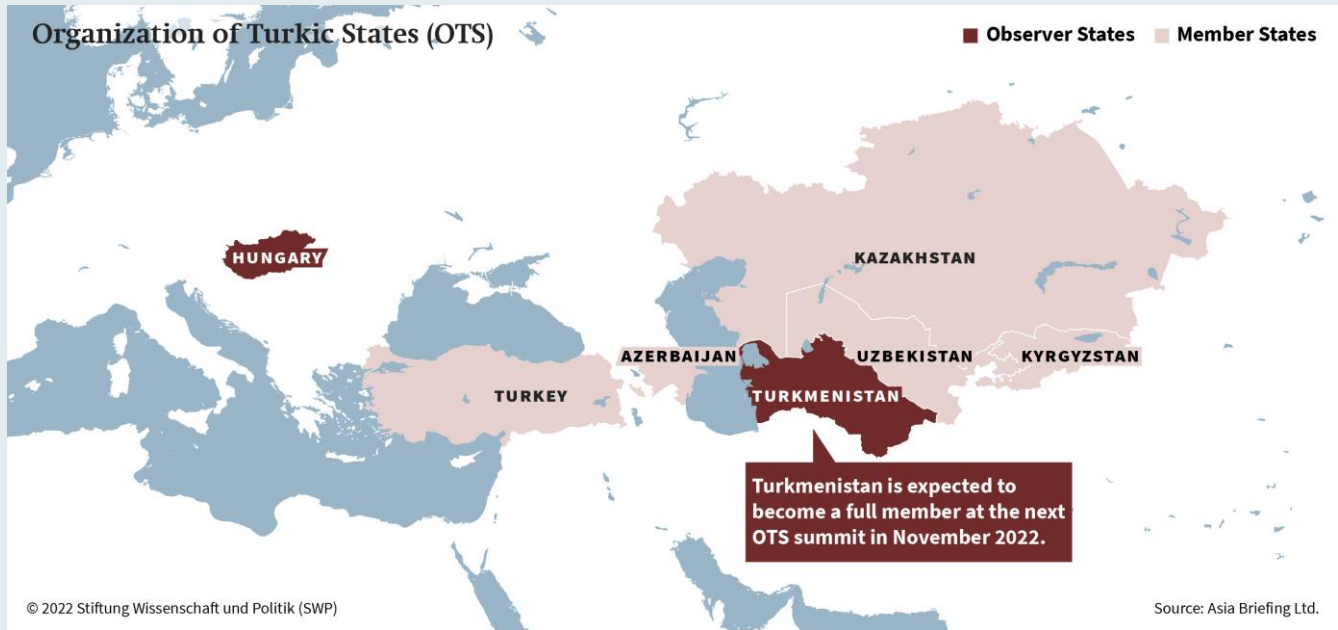 Organization of Turkic States (OTS)
Observer States
Member States
HUNGARY
KAZAKHSTAN
AZERBAIJAN
UZBEKISTAN
KYRGYZSTAN
TURKEY
TURKMENISTAN
Turkmenistan is expected to
become a full member at the next
OTS summit in November 2022.
© 2022 Stiftung Wissenschaft und Politik (SWP)
Source: Asia Briefing Ltd.